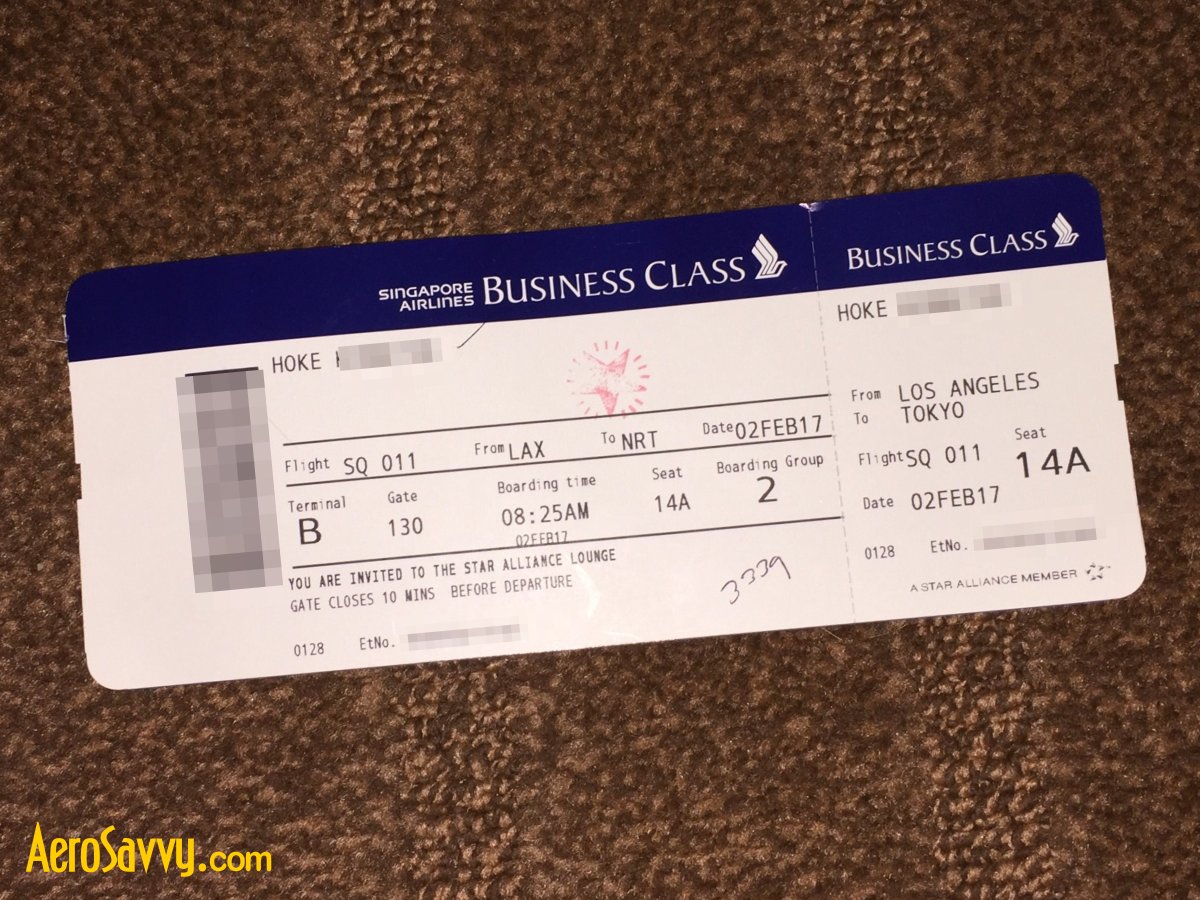 SINGAPORE AIRLINES BUSINESS CLASS
HOKE
Flight SQ 011 From LAX To NRT Date 02FEB17
Terminal Gate Boarding time Seat Boarding Group
B 130 08:25AM 14A 2
02FEB17
YOU ARE INVITED TO THE STAR ALLIANCE LOUNGE
GATE CLOSES 10 MINS BEFORE DEPARTURE
3339
0128 EtNo.
BUSINESS CLASS
HOKE
From LOS ANGELES
To TOKYO
Flight SQ 011 Seat 14A
Date 02FEB17
0128 EtNo.
A STAR ALLIANCE MEMBER
AeroSavvy.com